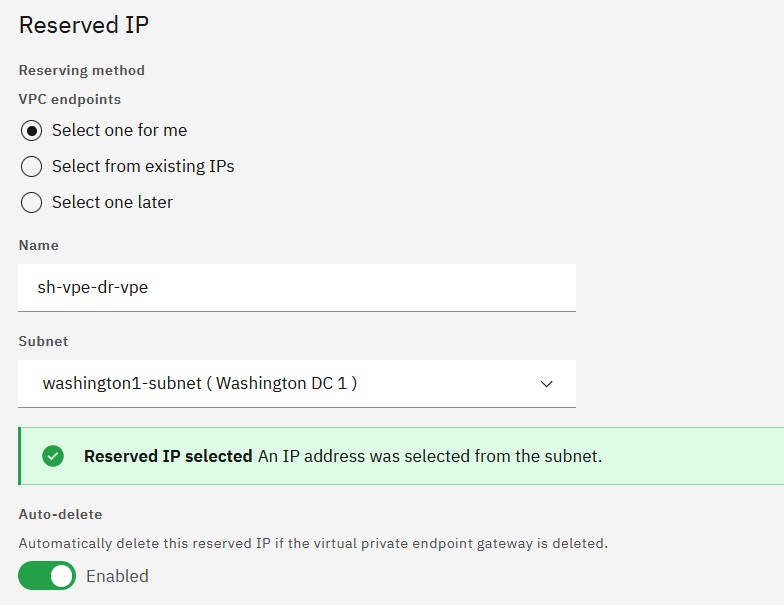 Reserved IP
Reserving method
VPC endpoints
Select one for me
Select from existing IPs
Select one later
Name
sh-vpe-dr-vpe
Subnet
washington1-subnet ( Washington DC 1 )
Reserved IP selected An IP address was selected from the subnet.
Auto-delete
Automatically delete this reserved IP if the virtual private endpoint gateway is deleted.
Enabled